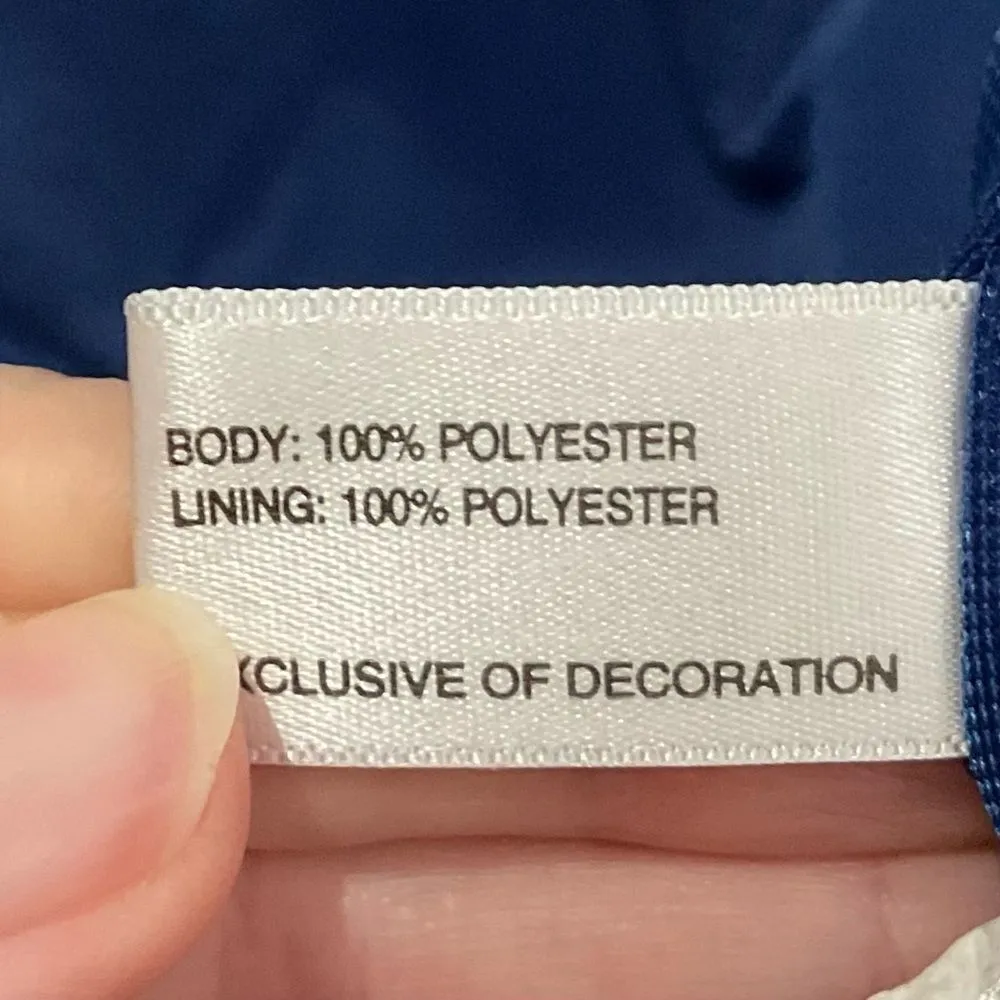 BODY: 100% POLYESTER
LINING: 100% POLYESTER
XCLUSIVE OF DECORATION